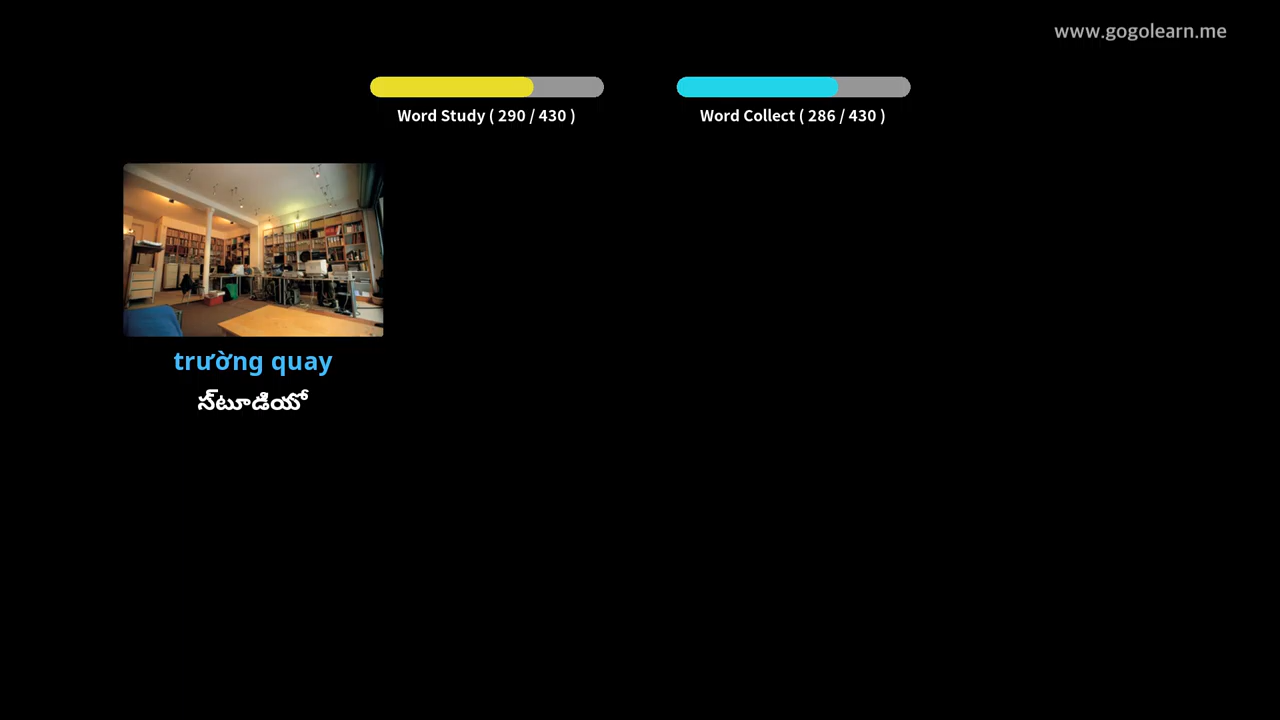 www.gogolearn.me
Word Study ( 290 / 430 )
Word Collect ( 286 / 430 )
trường quay
స్‌టూడియో